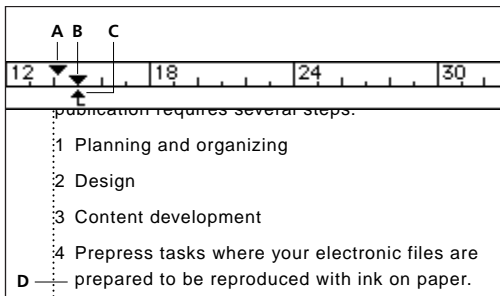 A B C
12 18 24 30
publication requires several steps:
1 Planning and organizing
2 Design
3 Content development
4 Prepress tasks where your electronic files are
D prepared to be reproduced with ink on paper.